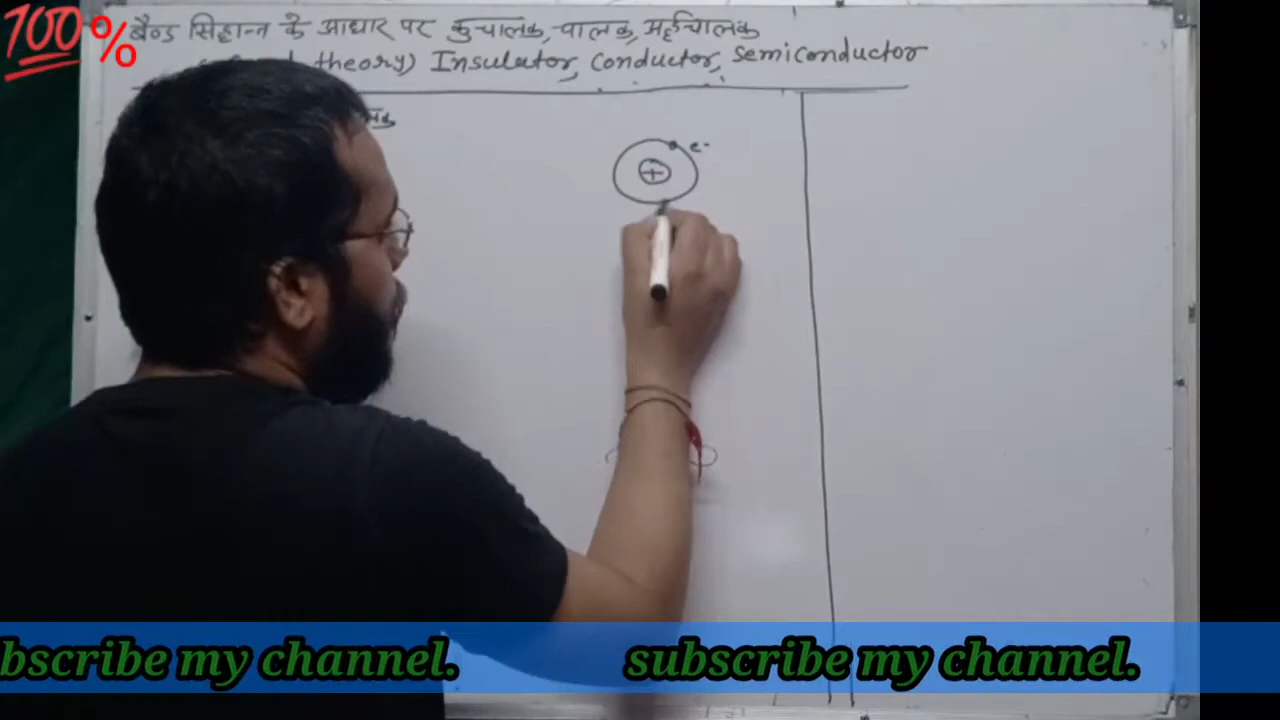 100%
बैण्ड सिद्धान्त के आधार पर कुचालक, चालक, अर्द्धचालक
theory) Insulator, conductor, semiconductor
e-
+
bscribe my channel. subscribe my channel.